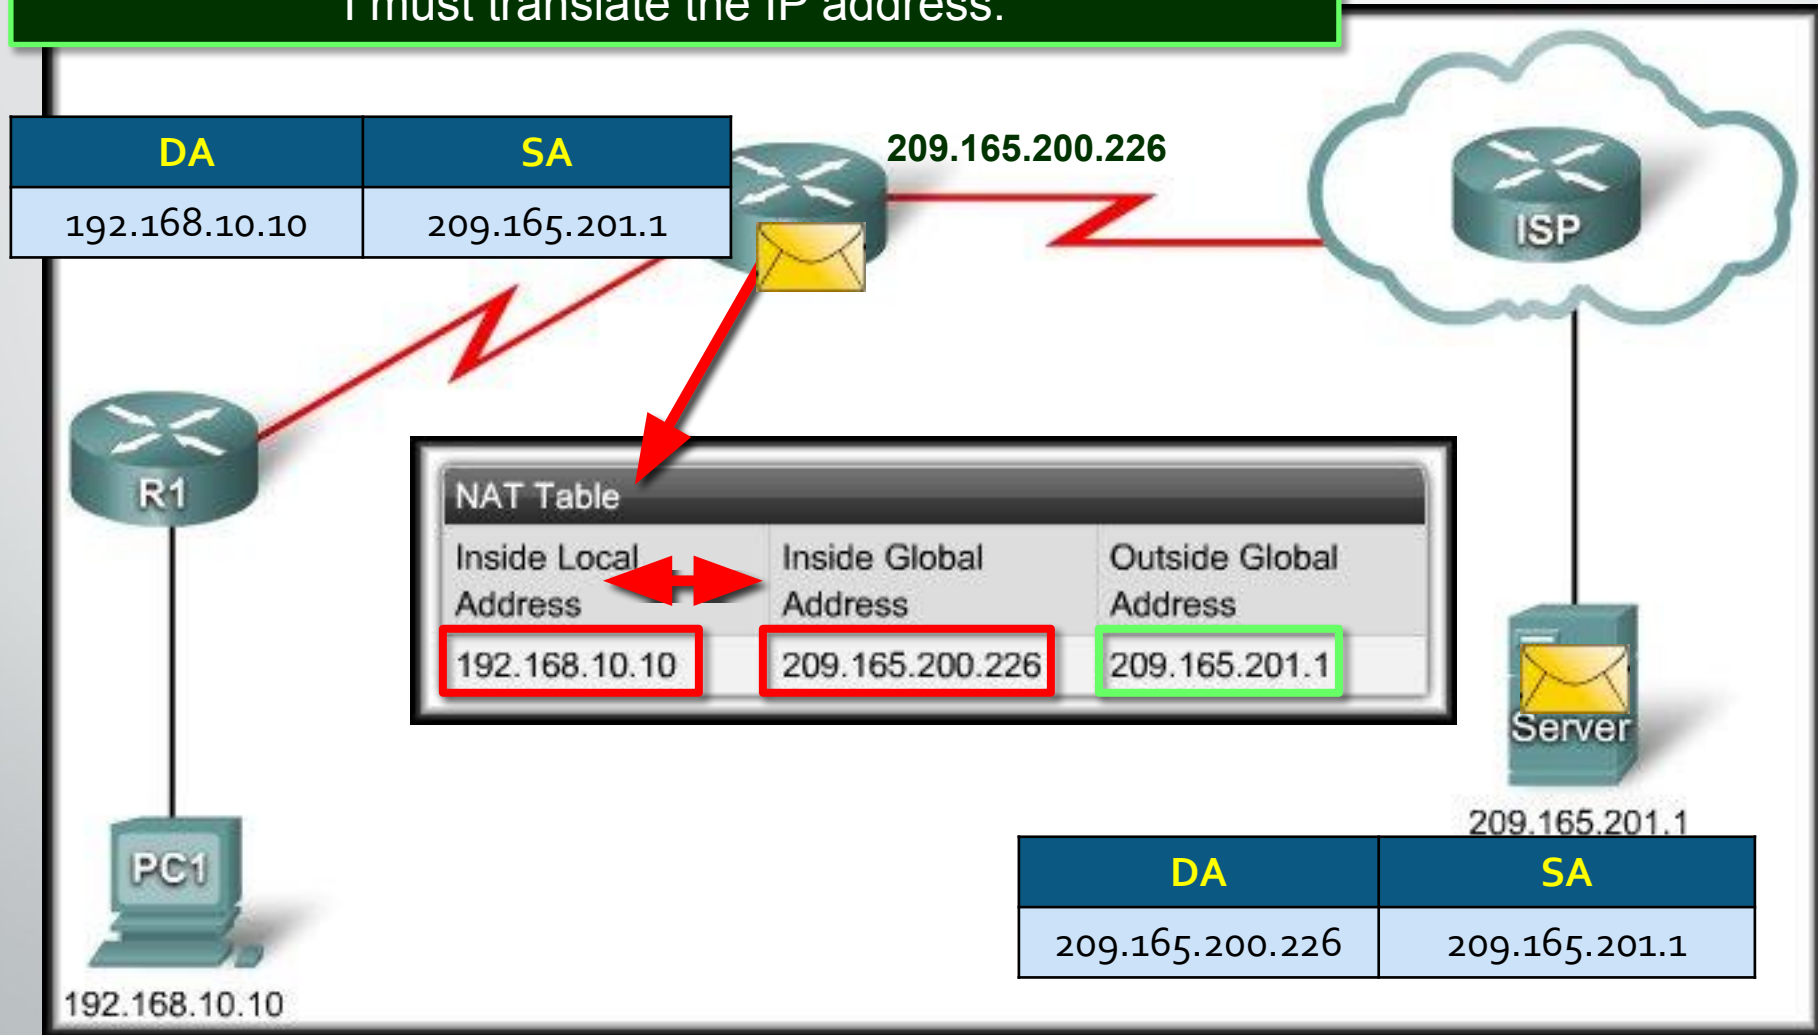 I must translate the IP address.
DA SA
192.168.10.10 209.165.201.1
209.165.200.226
ISP
R1
NAT Table
Inside Local Address Inside Global Address Outside Global Address
192.168.10.10 209.165.200.226 209.165.201.1
Server
209.165.201.1
PC1
192.168.10.10
DA SA
209.165.200.226 209.165.201.1